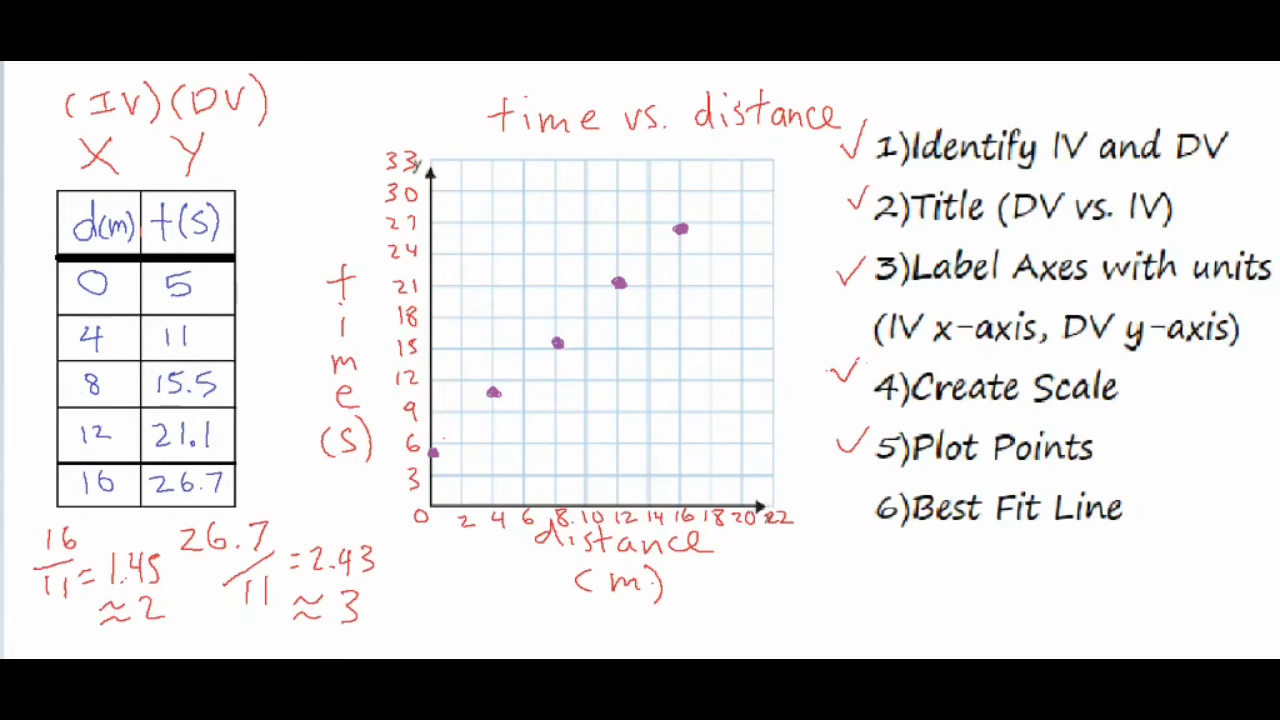 (IV) (DV)
X Y
d(m) t(s)
0 5
4 11
8 15.5
12 21.1
16 26.7
16/11 = 1.45
≈ 2
26.7/11 = 2.43
≈ 3
time vs. distance
33
30
27
24
21
18
15
12
9
6
3
time
(s)
0 2 4 6 8 10 12 14 16 18 20 22
distance
(m)
1)Identify IV and DV
2)Title (DV vs. IV)
3)Label Axes with units
(IV x-axis, DV y-axis)
4)Create Scale
5)Plot Points
6)Best Fit Line